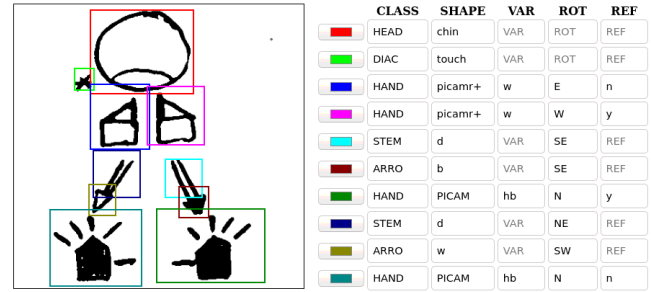 CLASS SHAPE VAR ROT REF
HEAD chin VAR ROT REF
DIAC touch VAR ROT REF
HAND picamr+ w E n
HAND picamr+ w W y
STEM d VAR SE REF
ARRO b VAR SE REF
HAND PICAM hb N y
STEM d VAR NE REF
ARRO w VAR SW REF
HAND PICAM hb N n